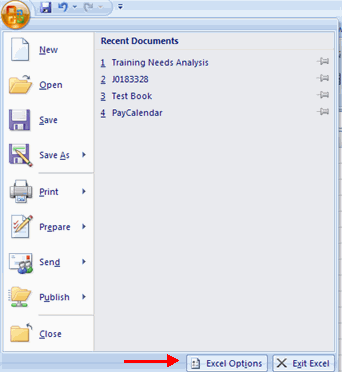 Recent Documents
New
1 Training Needs Analysis
2 J0183328
Open
3 Test Book
4 PayCalendar
Save
Save As
Print
Prepare
Send
Publish
Close
Excel Options
Exit Excel